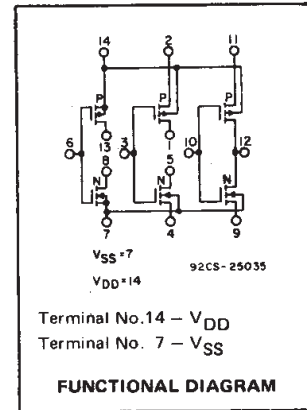 14 2 11
P P P
6 13 3 1 10 12
8 5
N N N
7 4 9
VSS=7
92CS-25035
VDD=14
Terminal No.14 – VDD
Terminal No. 7 – VSS
FUNCTIONAL DIAGRAM